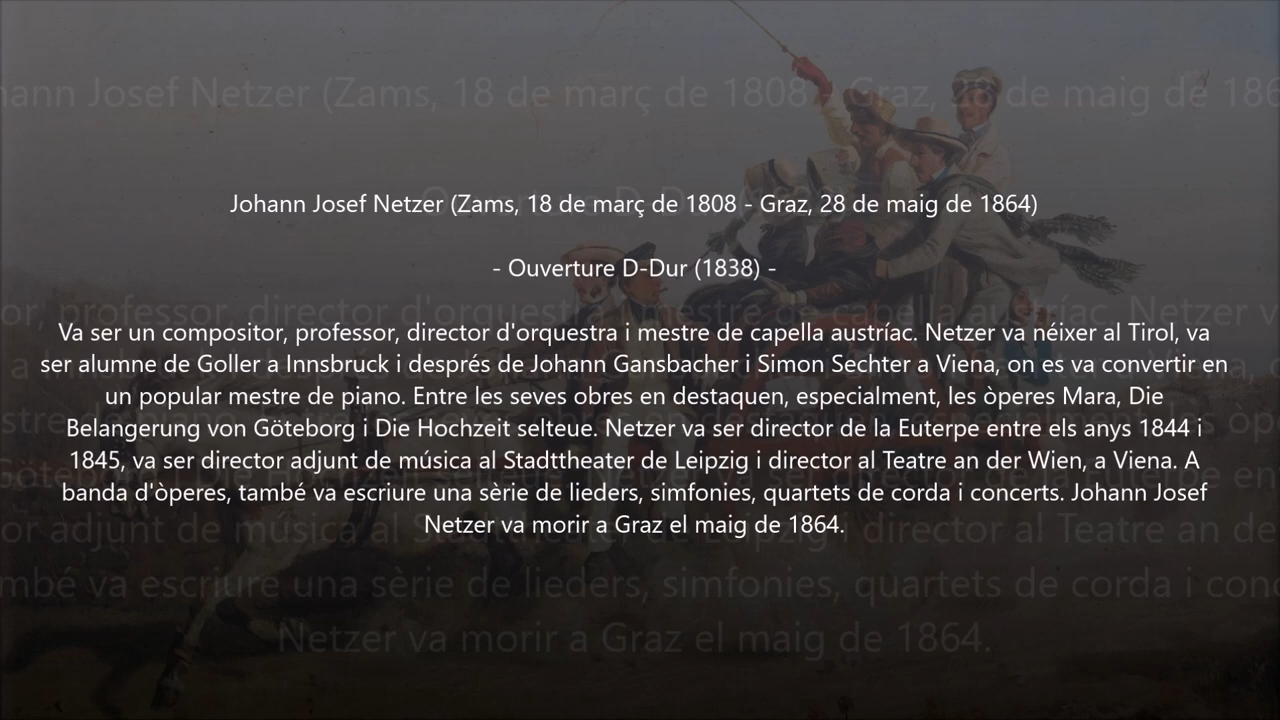 Johann Josef Netzer (Zams, 18 de març de 1808 - Graz, 28 de maig de 1864)
- Ouverture D-Dur (1838) -
Va ser un compositor, professor, director d'orquestra i mestre de capella austríac. Netzer va néixer al Tirol, va
ser alumne de Goller a Innsbruck i després de Johann Gansbacher i Simon Sechter a Viena, on es va convertir en
un popular mestre de piano. Entre les seves obres en destaquen, especialment, les òperes Mara, Die
Belangerung von Göteborg i Die Hochzeit selteue. Netzer va ser director de la Euterpe entre els anys 1844 i
1845, va ser director adjunt de música al Stadttheater de Leipzig i director al Teatre an der Wien, a Viena. A
banda d'òperes, també va escriure una sèrie de lieders, simfonies, quartets de corda i concerts. Johann Josef
Netzer va morir a Graz el maig de 1864.